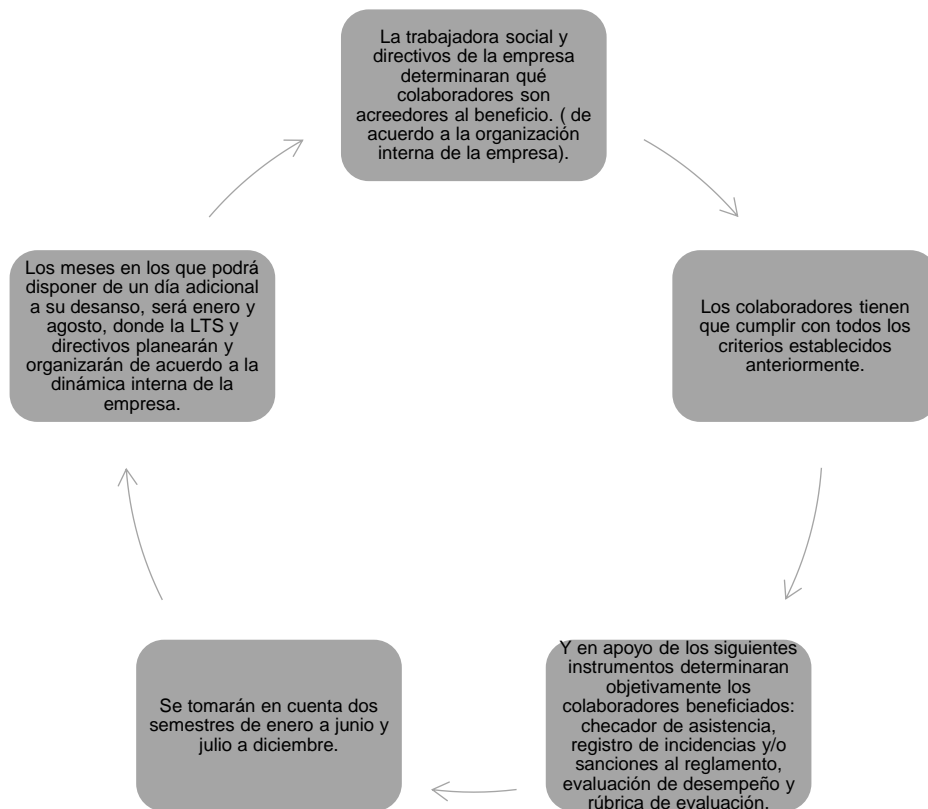 La trabajadora social y
directivos de la empresa
determinaran qué
colaboradores son
acreedores al beneficio. ( de
acuerdo a la organización
interna de la empresa).
Los colaboradores tienen
que cumplir con todos los
criterios establecidos
anteriormente.
Y en apoyo de los siguientes
instrumentos determinaran
objetivamente los
colaboradores beneficiados:
checador de asistencia,
registro de incidencias y/o
sanciones al reglamento,
evaluación de desempeño y
rúbrica de evaluación.
Se tomarán en cuenta dos
semestres de enero a junio y
julio a diciembre.
Los meses en los que podrá
disponer de un día adicional
a su desanso, será enero y
agosto, donde la LTS y
directivos planearán y
organizarán de acuerdo a la
dinámica interna de la
empresa.